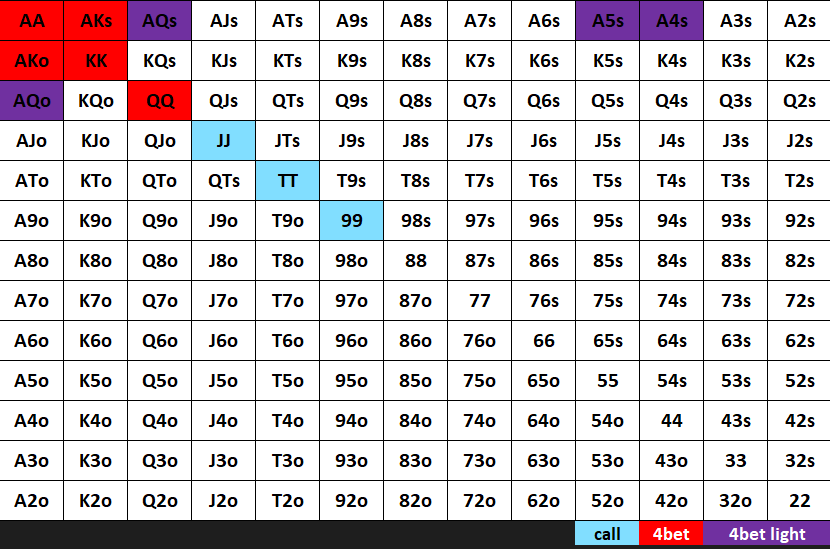 AA AKs AQs AJs ATs A9s A8s A7s A6s A5s A4s A3s A2s
AKo KK KQs KJs KTs K9s K8s K7s K6s K5s K4s K3s K2s
AQo KQo QQ QJs QTs Q9s Q8s Q7s Q6s Q5s Q4s Q3s Q2s
AJo KJo QJo JJ JTs J9s J8s J7s J6s J5s J4s J3s J2s
ATo KTo QTo QTs TT T9s T8s T7s T6s T5s T4s T3s T2s
A9o K9o Q9o J9o T9o 99 98s 97s 96s 95s 94s 93s 92s
A8o K8o Q8o J8o T8o 98o 88 87s 86s 85s 84s 83s 82s
A7o K7o Q7o J7o T7o 97o 87o 77 76s 75s 74s 73s 72s
A6o K6o Q6o J6o T6o 96o 86o 76o 66 65s 64s 63s 62s
A5o K5o Q5o J5o T5o 95o 85o 75o 65o 55 54s 53s 52s
A4o K4o Q4o J4o T4o 94o 84o 74o 64o 54o 44 43s 42s
A3o K3o Q3o J3o T3o 93o 83o 73o 63o 53o 43o 33 32s
A2o K2o Q2o J2o T2o 92o 82o 72o 62o 52o 42o 32o 22
call 4bet 4bet light